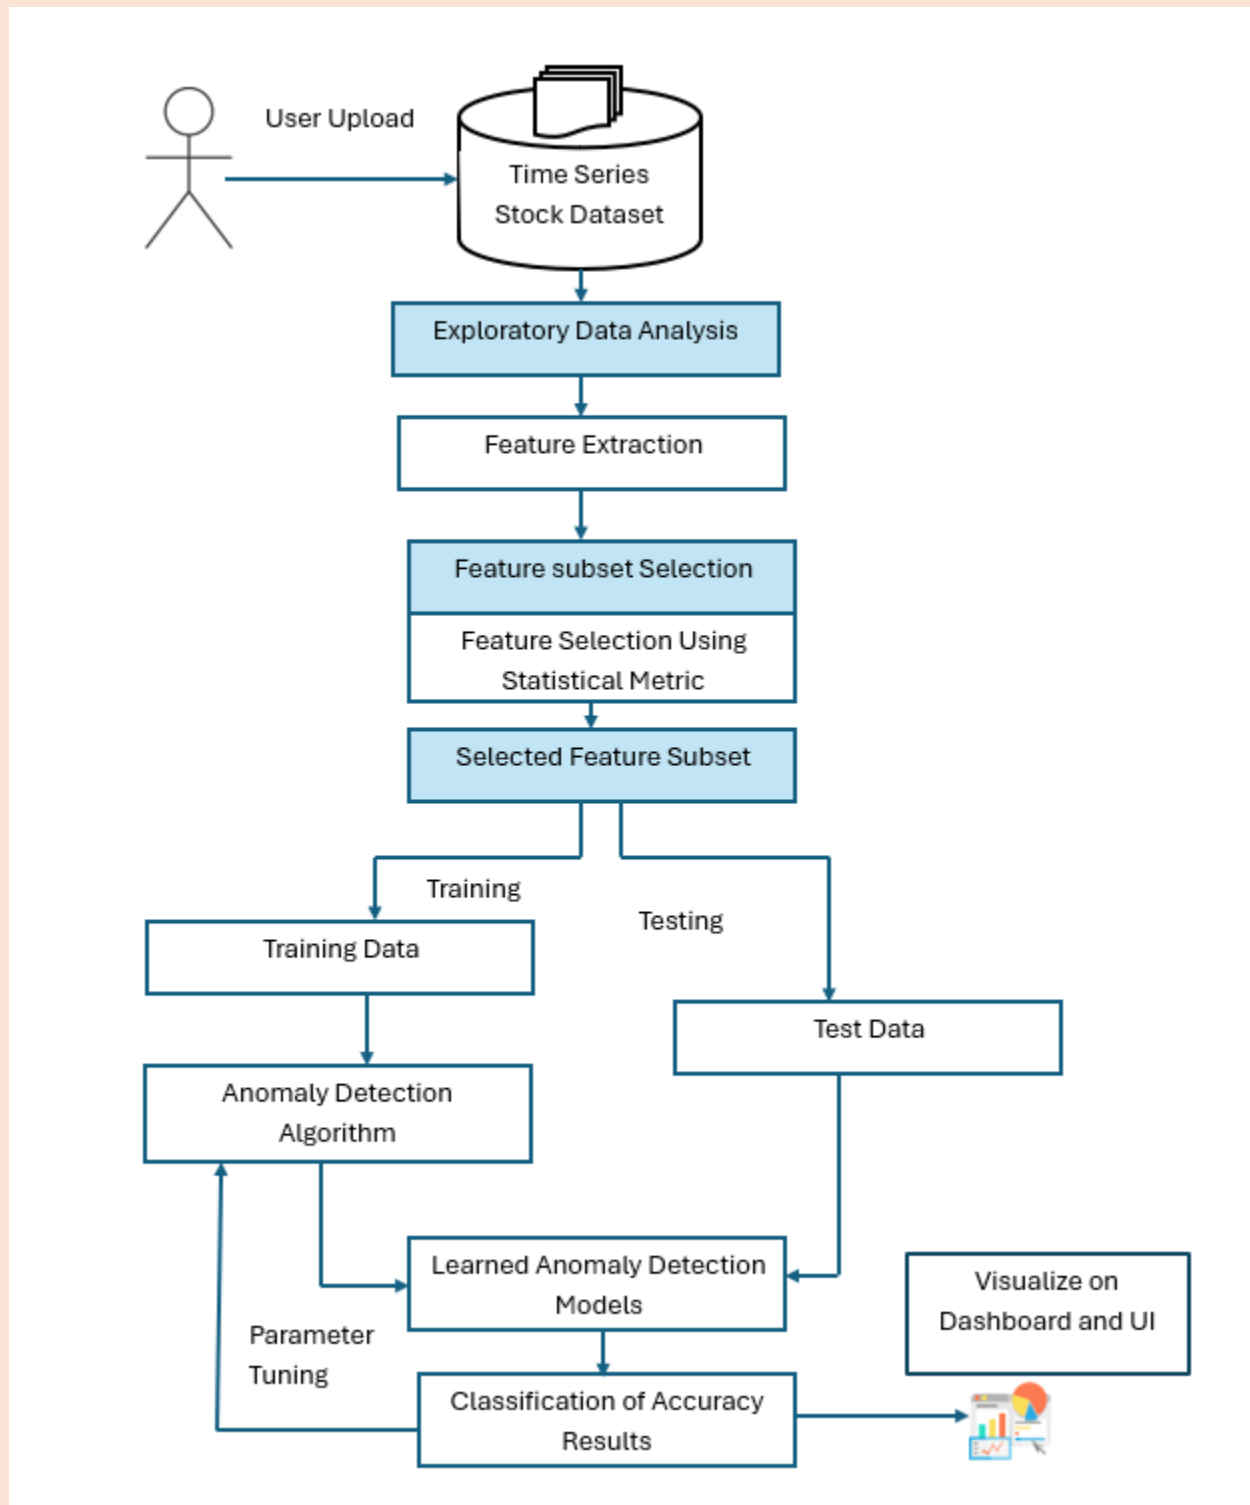 User Upload
Time Series
Stock Dataset
Exploratory Data Analysis
Feature Extraction
Feature subset Selection
Feature Selection Using
Statistical Metric
Selected Feature Subset
Training
Testing
Training Data
Test Data
Anomaly Detection
Algorithm
Learned Anomaly Detection
Models
Visualize on
Dashboard and UI
Parameter
Tuning
Classification of Accuracy
Results